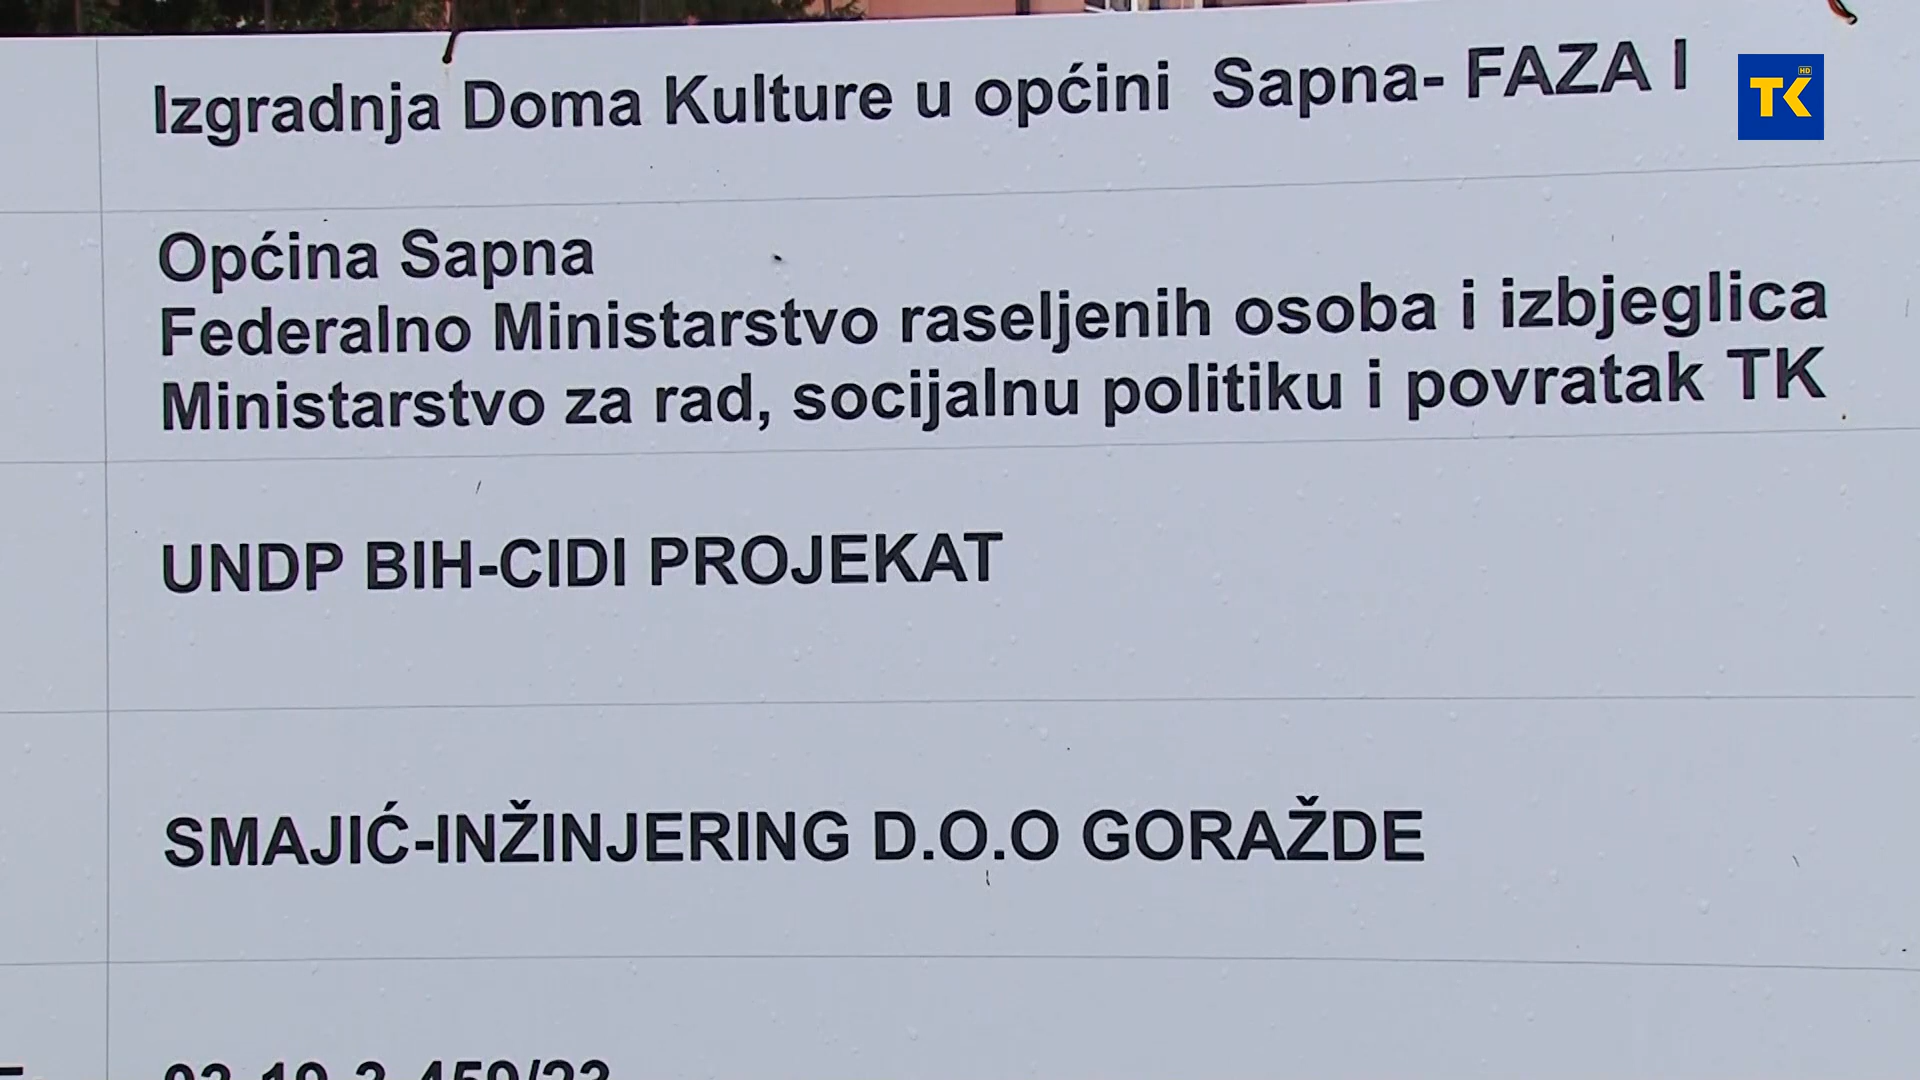 Izgradnja Doma Kulture u općini Sapna- FAZA I
TK HD
Općina Sapna
Federalno Ministarstvo raseljenih osoba i izbjeglica
Ministarstvo za rad, socijalnu politiku i povratak TK
UNDP BIH-CIDI PROJEKAT
SMAJIĆ-INŽINJERING D.O.O GORAŽDE